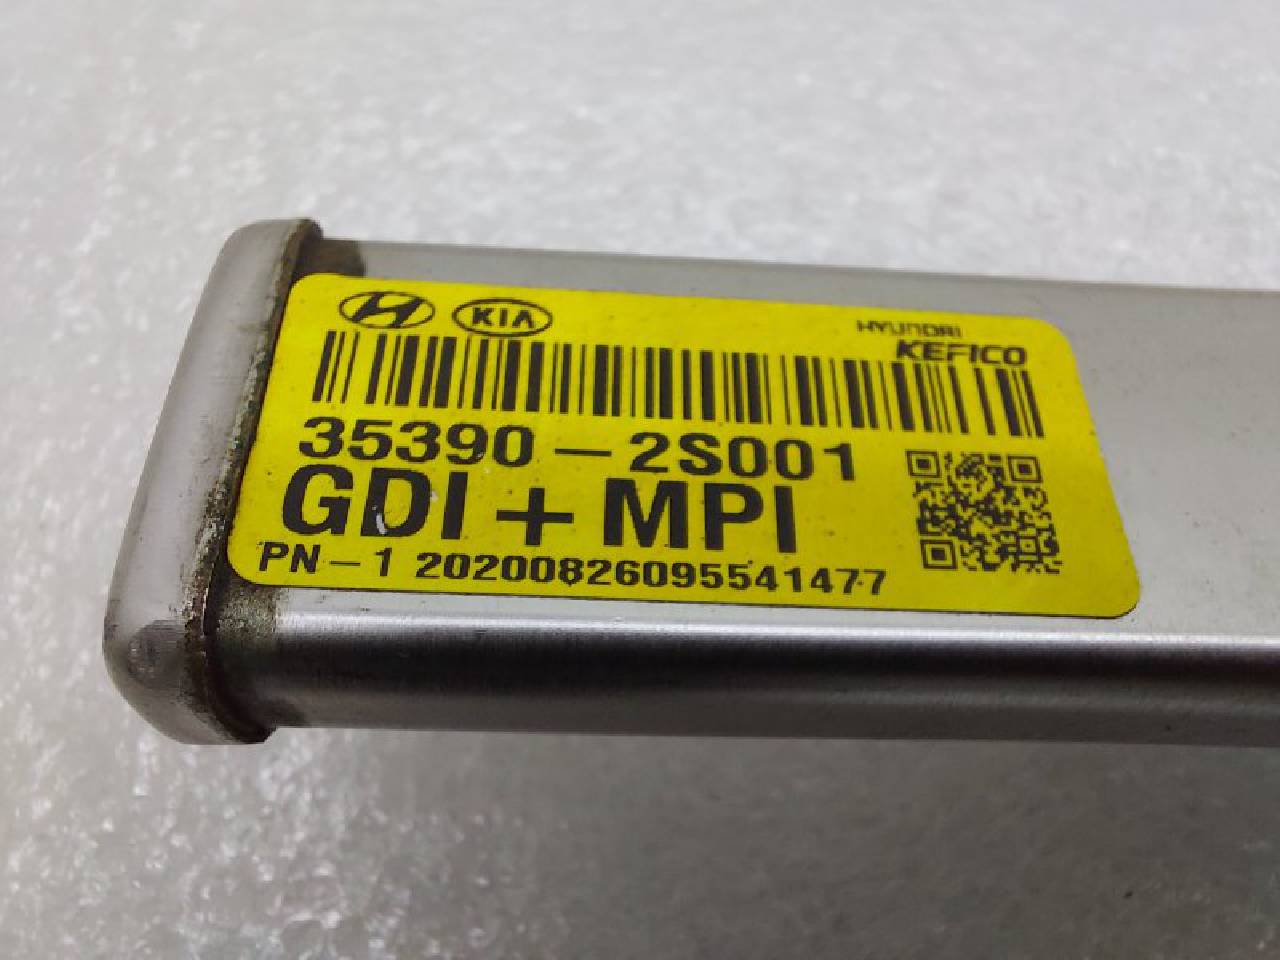 KIA
HYUNDAI
KEFICO
35390-2S001
GDI + MPI
PN-1 20200826095541477